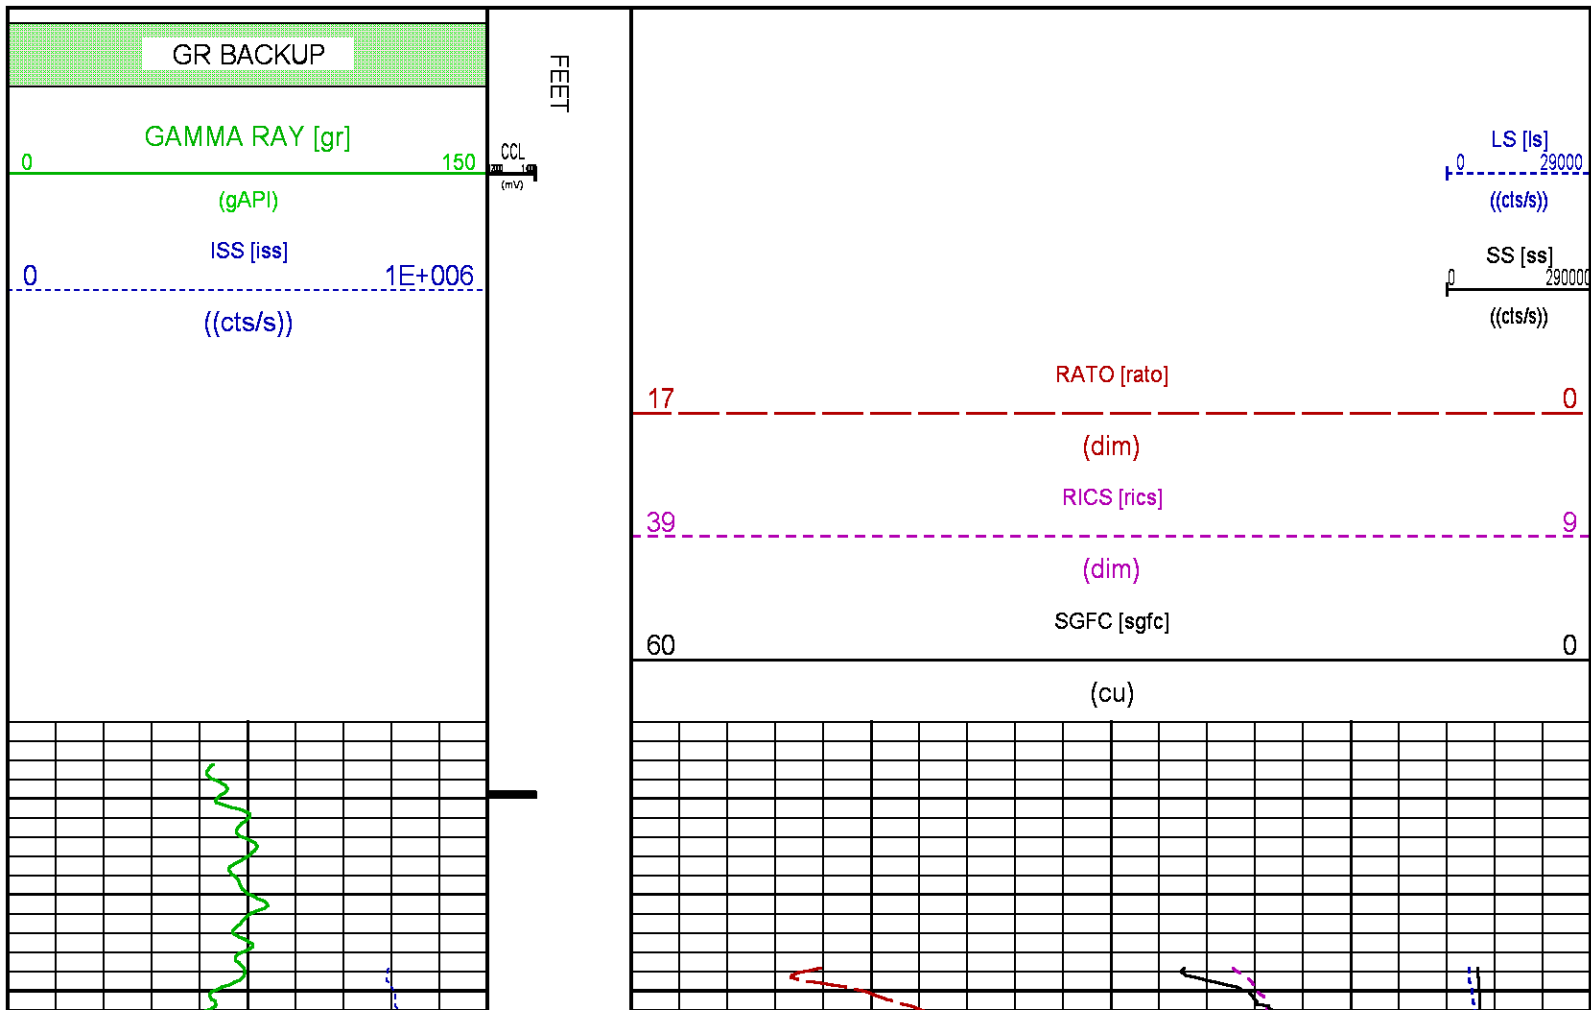 GR BACKUP
FEET
GAMMA RAY [gr]
0 150
(gAPI)
CCL
(mV)
LS [ls]
0 29000
((cts/s))
ISS [iss]
0 1E+006
((cts/s))
SS [ss]
0 290000
((cts/s))
RATO [rato]
17 0
(dim)
RICS [rics]
39 9
(dim)
SGFC [sgfc]
60 0
(cu)